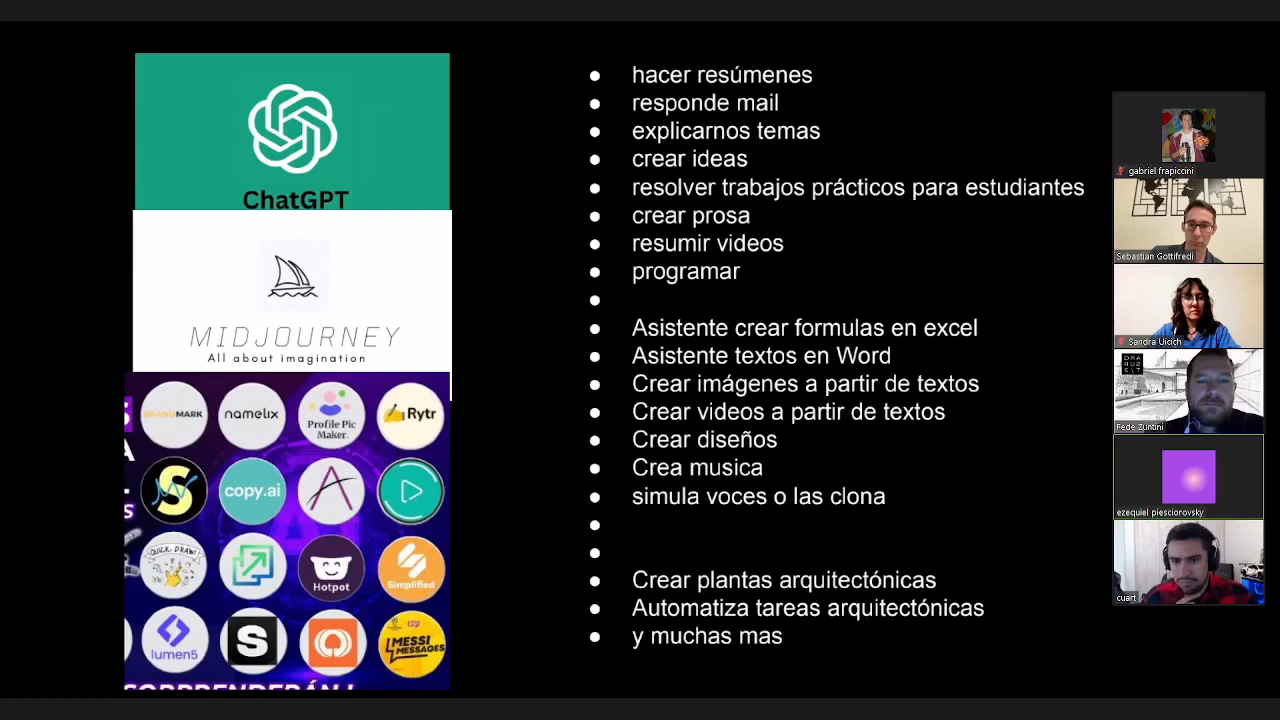 ChatGPT
MIDJOURNEY
All about imagination
S
A
S
BRANDMARK
namelix
Profile Pic
Maker.
Rytr
S
copy.ai
QUICK, DRAW!
Hotpot
Simplified
lumen5
S
MESSI
MESSAGES
SORPRENDERÁN !
● hacer resúmenes
● responde mail
● explicarnos temas
● crear ideas
● resolver trabajos prácticos para estudiantes
● crear prosa
● resumir videos
● programar
●
● Asistente crear formulas en excel
● Asistente textos en Word
● Crear imágenes a partir de textos
● Crear videos a partir de textos
● Crear diseños
● Crea musica
● simula voces o las clona
●
●
● Crear plantas arquitectónicas
● Automatiza tareas arquitectónicas
● y muchas mas
gabriel frapiccini
Sebastian Gottifredi
Sandra Uicich
Fede Zuntini
ezequiel piesciorovsky
cuart